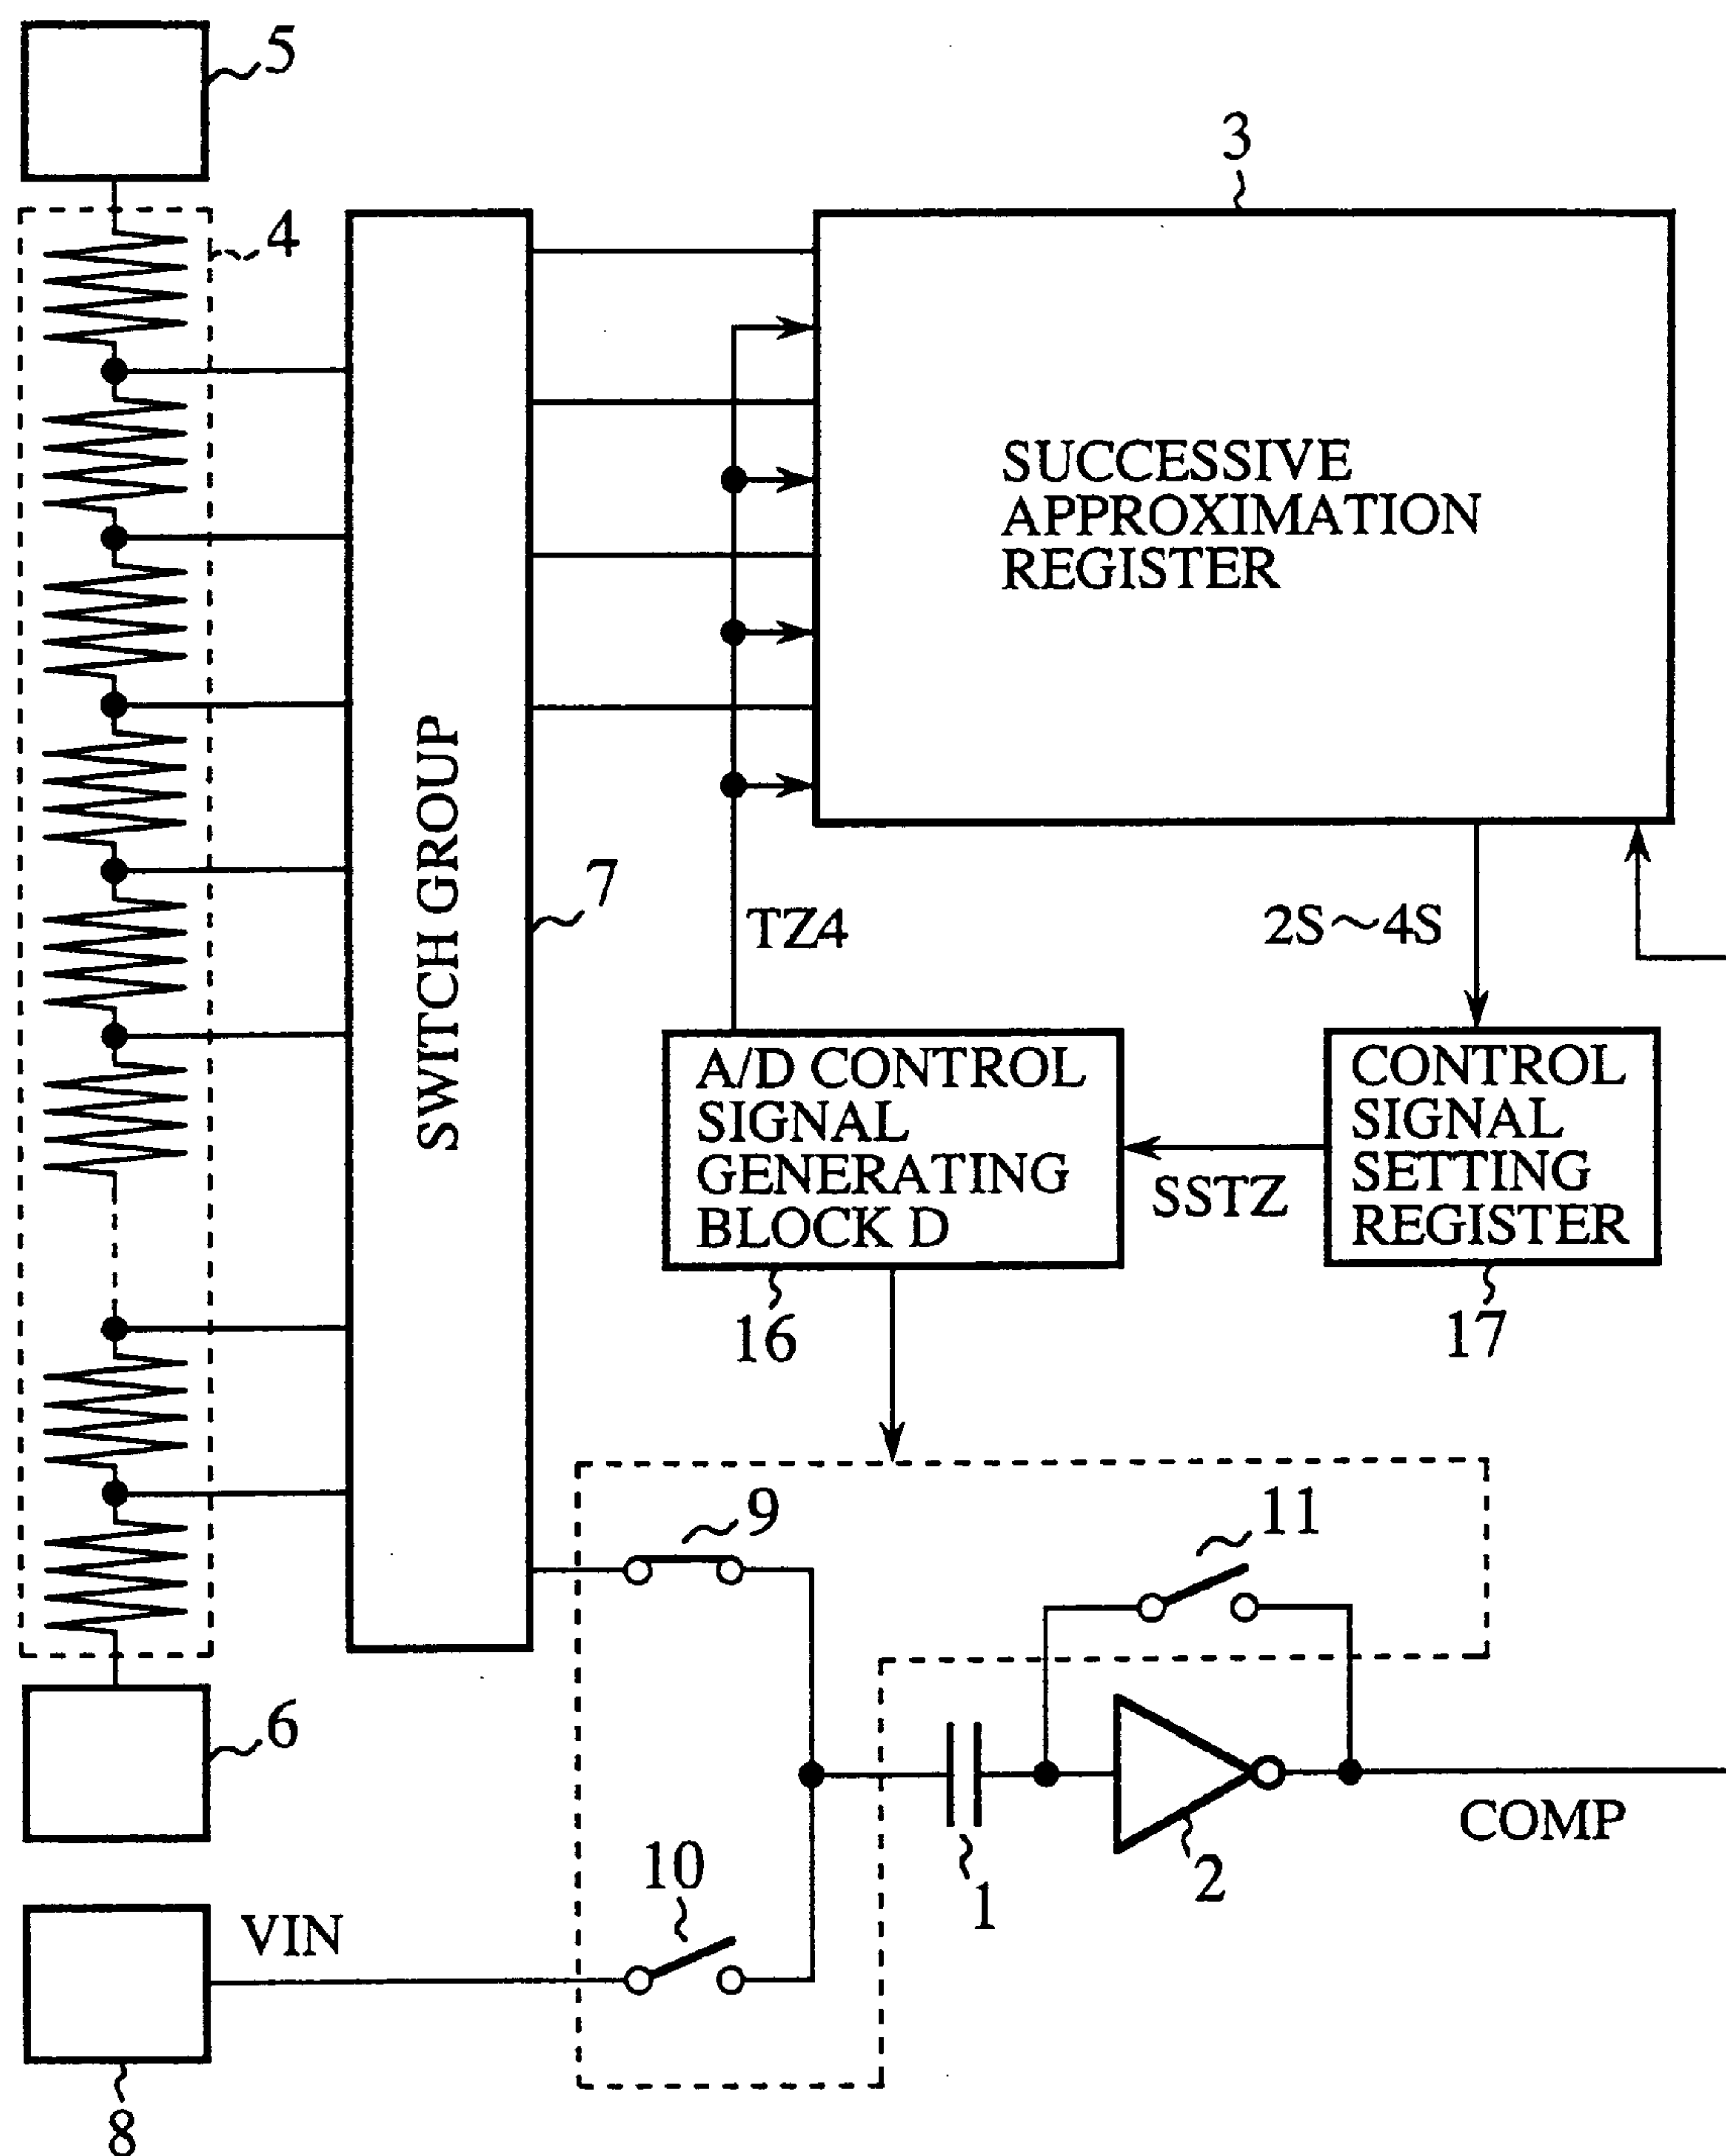 5
3
4
SUCCESSIVE
APPROXIMATION
REGISTER
SWITCH GROUP
7
TZ4
2S~4S
A/D CONTROL
SIGNAL
GENERATING
BLOCK D
SSTZ
CONTROL
SIGNAL
SETTING
REGISTER
16
17
9
11
6
10
1
2
COMP
VIN
8